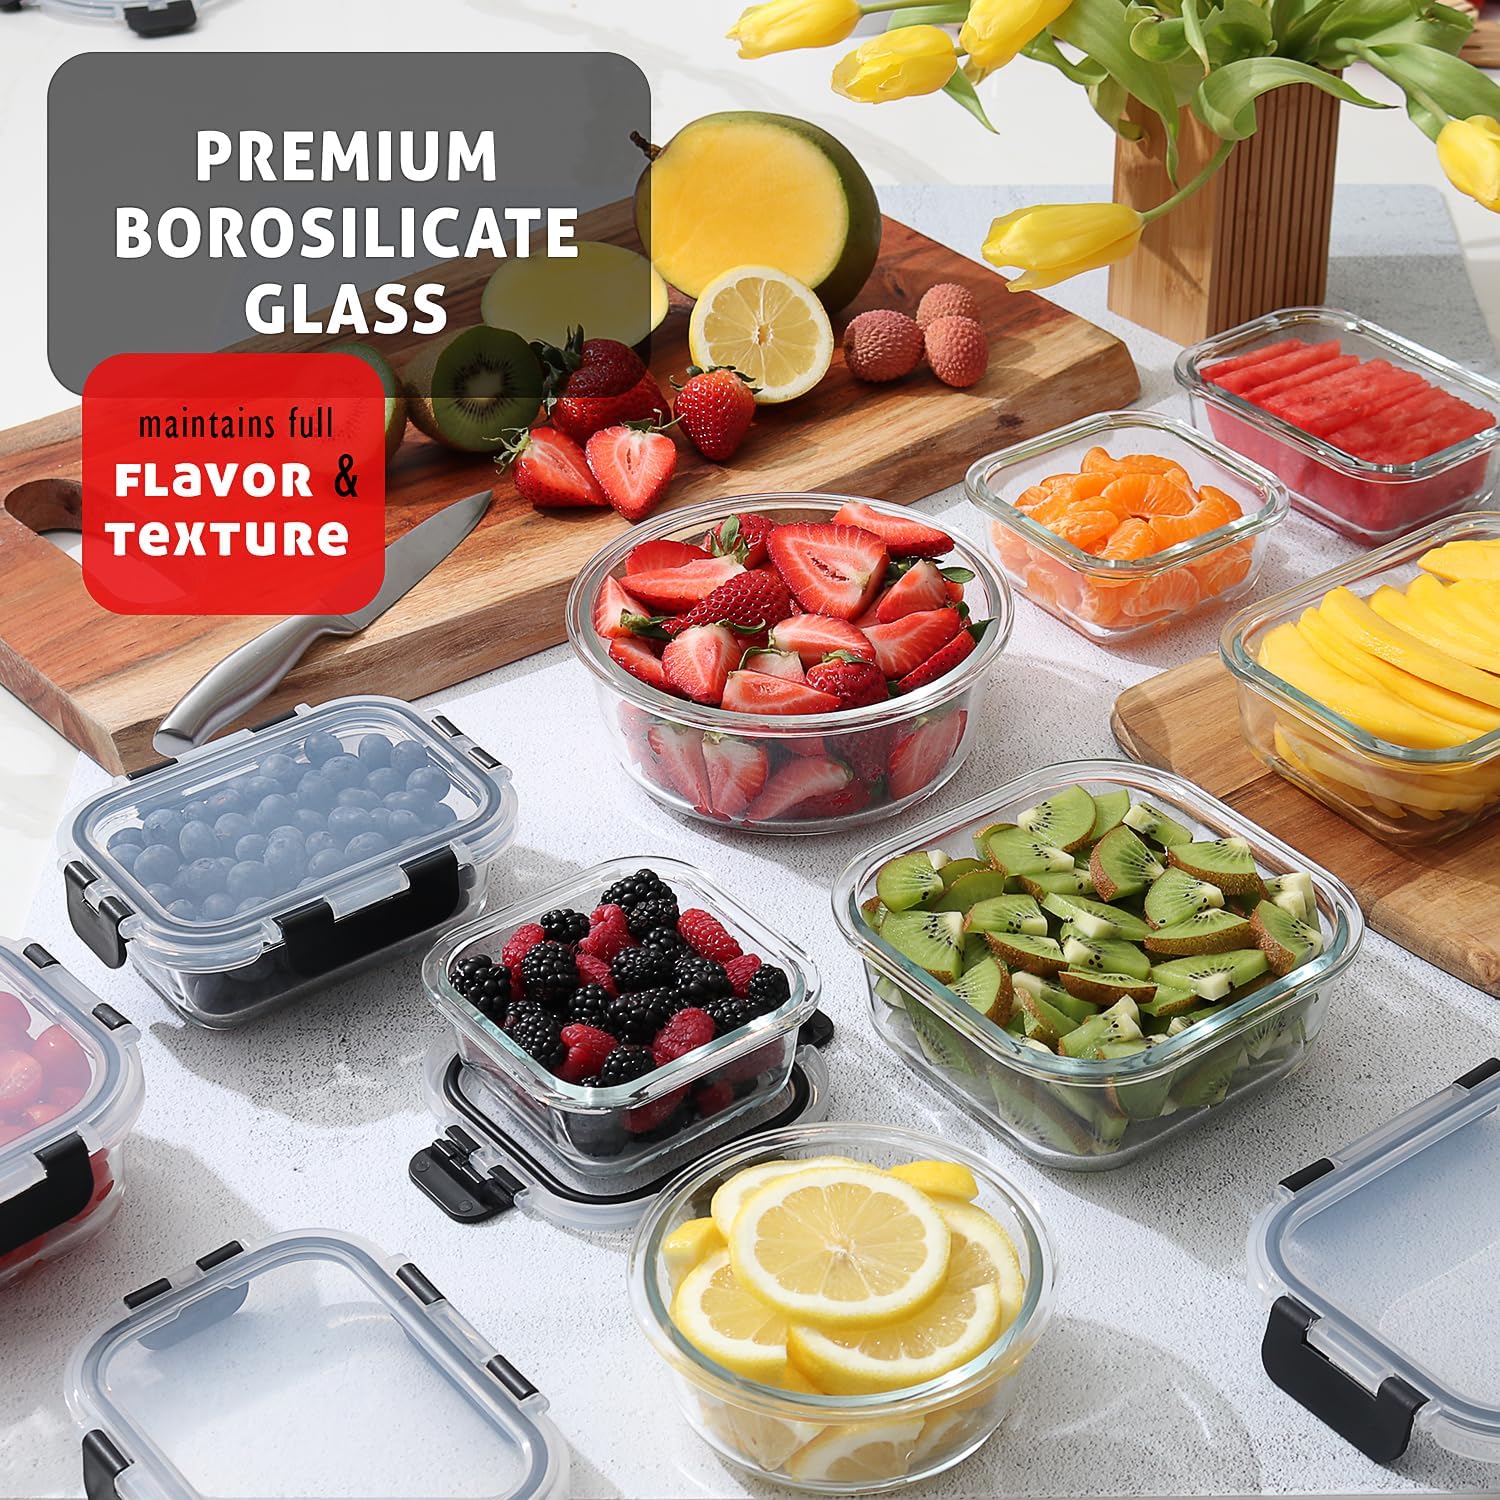 PREMIUM
BOROSILICATE
GLASS
maintains full
FLAVOR &
TEXTURE